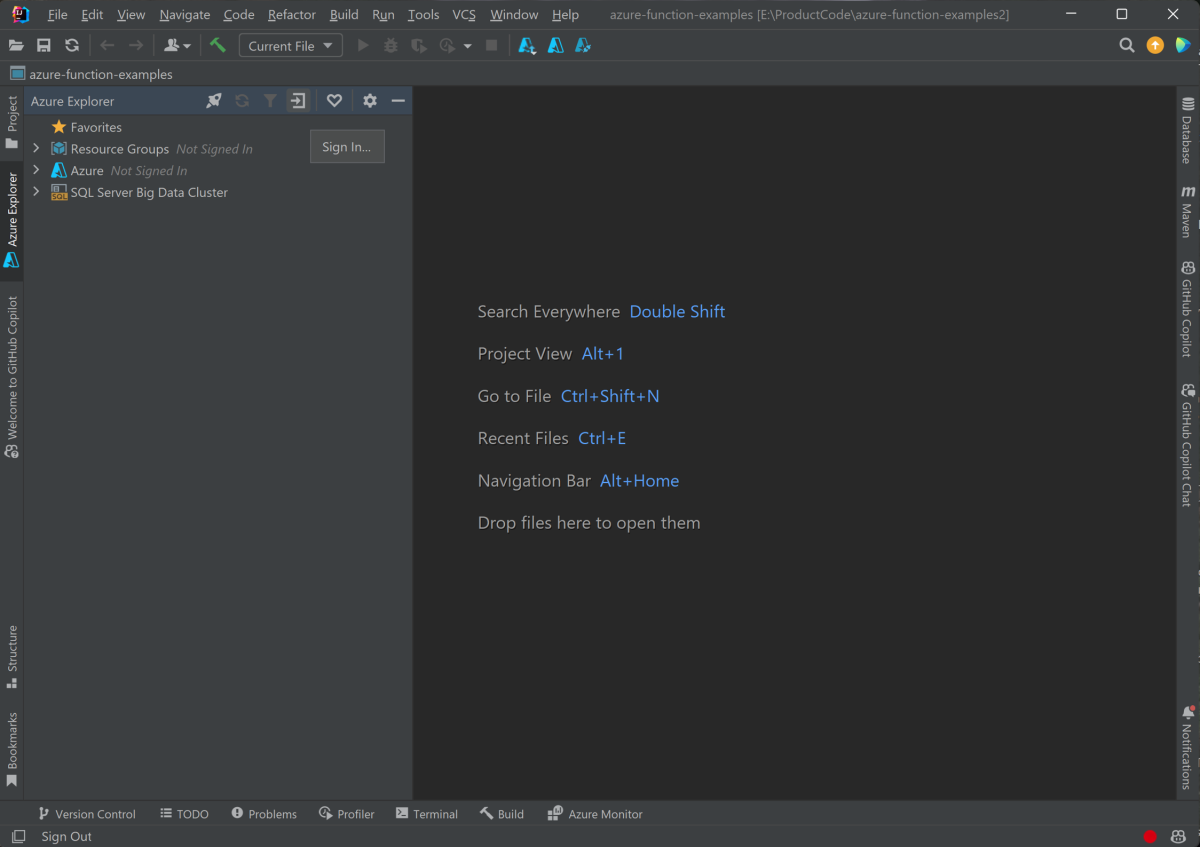 File Edit View Navigate Code Refactor Build Run Tools VCS Window Help azure-function-examples [E:\ProductCode\azure-function-examples2]
Current File
azure-function-examples
Azure Explorer
Favorites
Resource Groups Not Signed In
Sign In...
Azure Not Signed In
SQL Server Big Data Cluster
Project
Azure Explorer
Welcome to GitHub Copilot
Structure
Bookmarks
Search Everywhere Double Shift
Project View Alt+1
Go to File Ctrl+Shift+N
Recent Files Ctrl+E
Navigation Bar Alt+Home
Drop files here to open them
Database
m
Maven
GitHub Copilot
GitHub Copilot Chat
Notifications
Version Control TODO Problems Profiler Terminal Build Azure Monitor
Sign Out